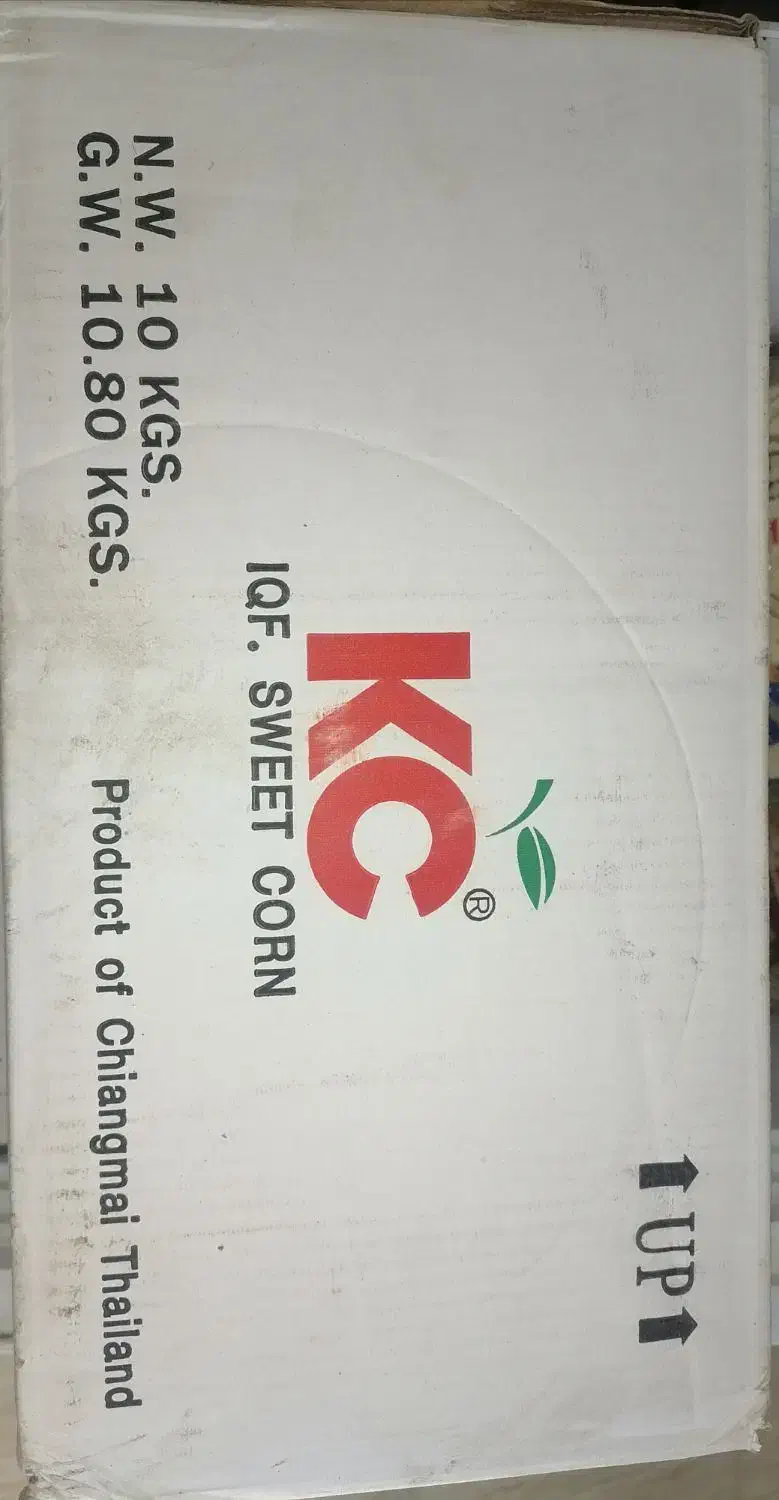 ⬆UP⬆
KC®
IQF. SWEET CORN
N.W. 10 KGS.
G.W. 10.80 KGS.
Product of Chiangmai Thailand